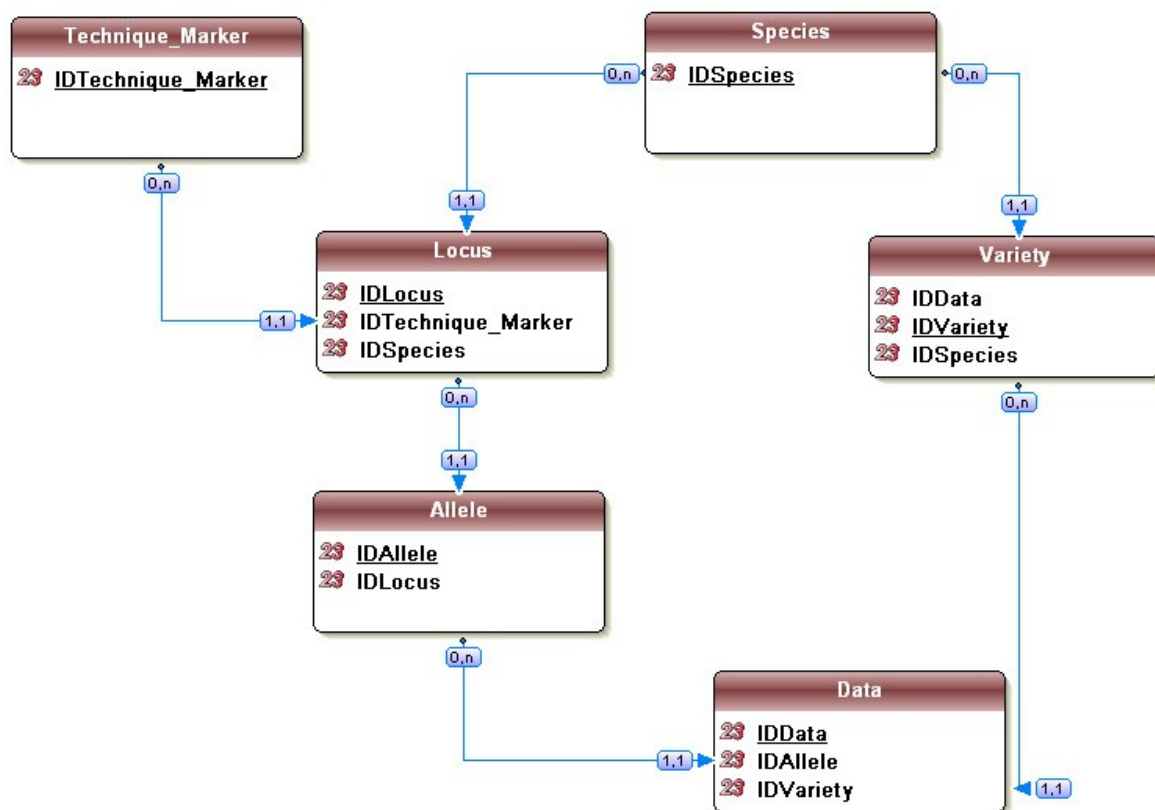 Technique_Marker
23 IDTechnique_Marker
0,n
Species
23 IDSpecies
0,n
0,n
1,1
1,1
1,1
Locus
23 IDLocus
23 IDTechnique_Marker
23 IDSpecies
0,n
Variety
23 IDData
23 IDVariety
23 IDSpecies
0,n
1,1
Allele
23 IDAllele
23 IDLocus
0,n
1,1
Data
23 IDData
23 IDAllele
23 IDVariety
1,1